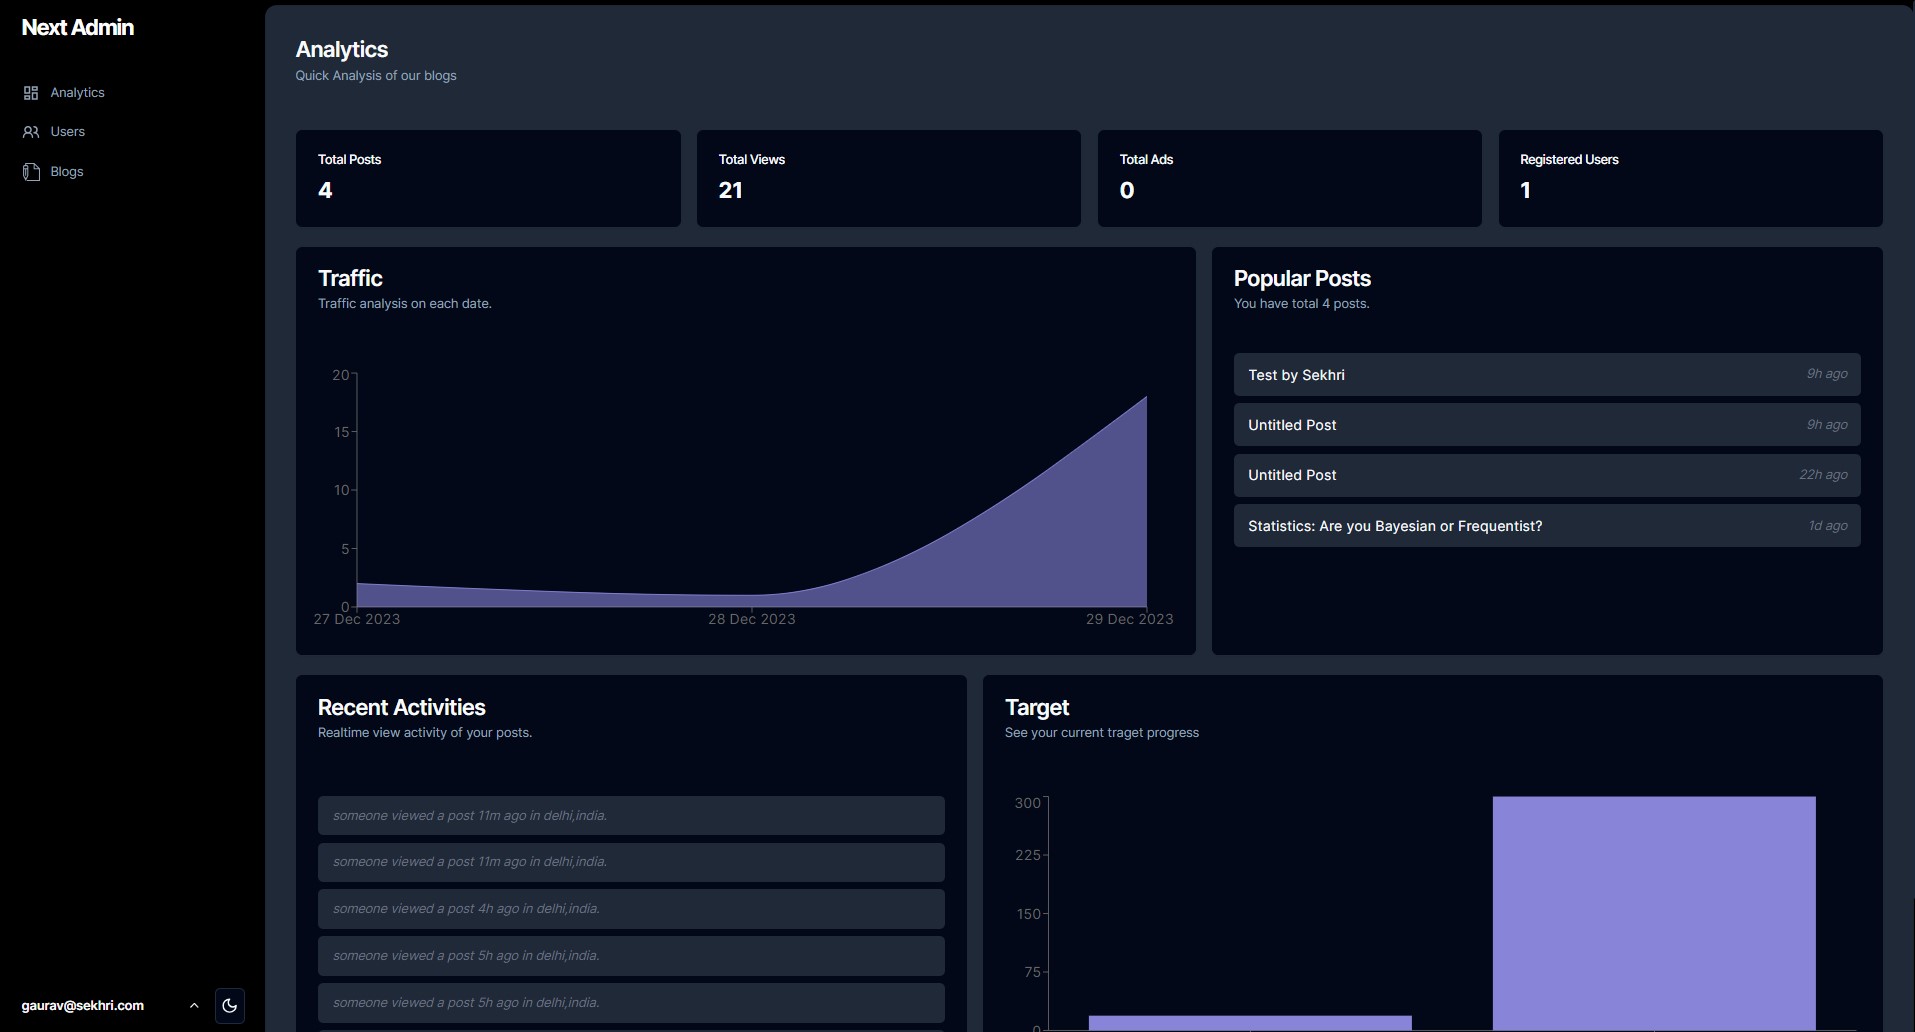 Next Admin
Analytics
Users
Blogs
gaurav@sekhri.com
Analytics
Quick Analysis of our blogs
Total Posts
4
Total Views
21
Total Ads
0
Registered Users
1
Traffic
Traffic analysis on each date.
20
15
10
5
0
27 Dec 2023
28 Dec 2023
29 Dec 2023
Popular Posts
You have total 4 posts.
Test by Sekhri
9h ago
Untitled Post
9h ago
Untitled Post
22h ago
Statistics: Are you Bayesian or Frequentist?
1d ago
Recent Activities
Realtime view activity of your posts.
someone viewed a post 11m ago in delhi,india.
someone viewed a post 11m ago in delhi,india.
someone viewed a post 4h ago in delhi,india.
someone viewed a post 5h ago in delhi,india.
someone viewed a post 5h ago in delhi,india.
Target
See your current traget progress
300
225
150
75
0